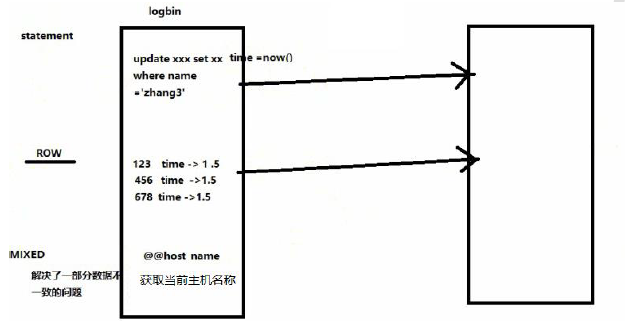 logbin
statement
update xxx set xx time =now()
where name
='zhang3'
ROW
123 time -> 1 .5
456 time ->1.5
678 time ->1.5
MIXED
@@host name
解决了一部分数据不
一致的问题
获取当前主机名称